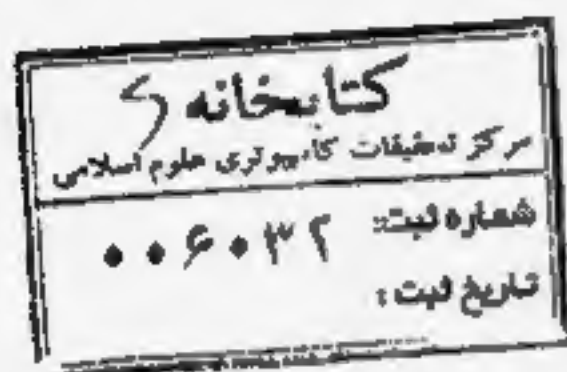 کتابخانه
مرکز تحقیقات کامپیوتری علوم اسلامی
شماره ثبت: ۰۰۶۰۳۲
تاریخ ثبت: